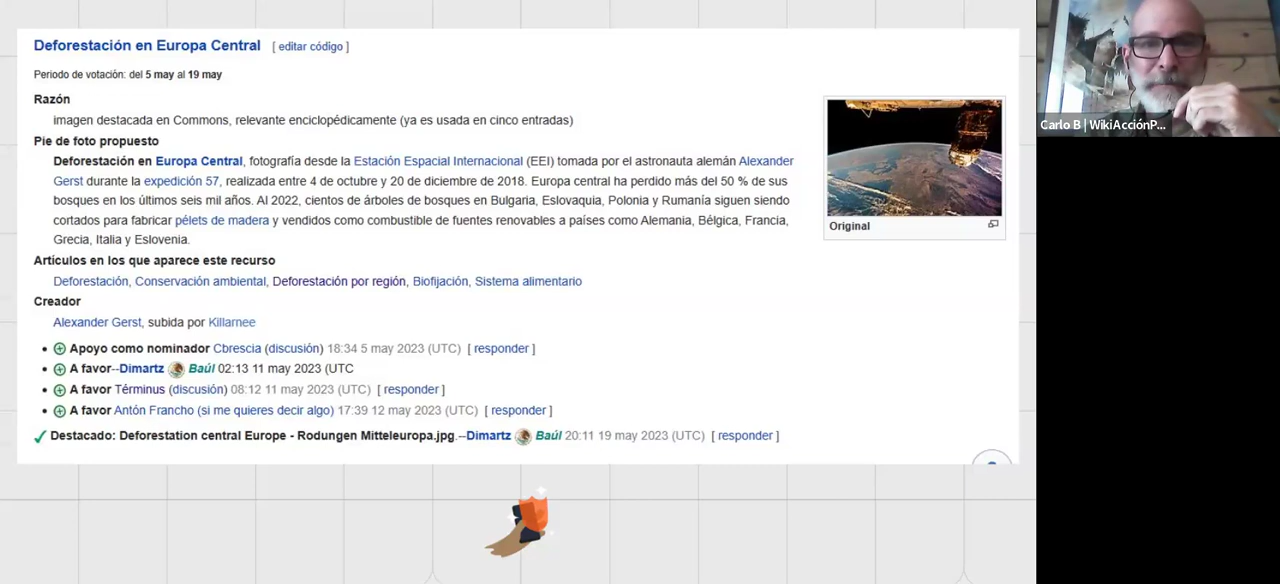 Deforestación en Europa Central [ editar código ]
Periodo de votación: del 5 may al 19 may
Razón
imagen destacada en Commons, relevante enciclopédicamente (ya es usada en cinco entradas)
Pie de foto propuesto
Deforestación en Europa Central, fotografía desde la Estación Espacial Internacional (EEI) tomada por el astronauta alemán Alexander
Gerst durante la expedición 57, realizada entre 4 de octubre y 20 de diciembre de 2018. Europa central ha perdido más del 50 % de sus
bosques en los últimos seis mil años. Al 2022, cientos de árboles de bosques en Bulgaria, Eslovaquia, Polonia y Rumanía siguen siendo
cortados para fabricar pélets de madera y vendidos como combustible de fuentes renovables a países como Alemania, Bélgica, Francia,
Grecia, Italia y Eslovenia.
Original
Artículos en los que aparece este recurso
Deforestación, Conservación ambiental, Deforestación por región, Biofijación, Sistema alimentario
Creador
Alexander Gerst, subida por Killarnee
Apoyo como nominador Cbrescia (discusión) 18:34 5 may 2023 (UTC) [ responder ]
A favor--Dimartz Baúl 02:13 11 may 2023 (UTC
A favor Términus (discusión) 08:12 11 may 2023 (UTC) [ responder ]
A favor Antón Francho (si me quieres decir algo) 17:39 12 may 2023 (UTC) [ responder ]
Destacado: Deforestation central Europe - Rodungen Mitteleuropa.jpg.--Dimartz Baúl 20:11 19 may 2023 (UTC) [ responder ]
Carlo B | WikiAcciónP...